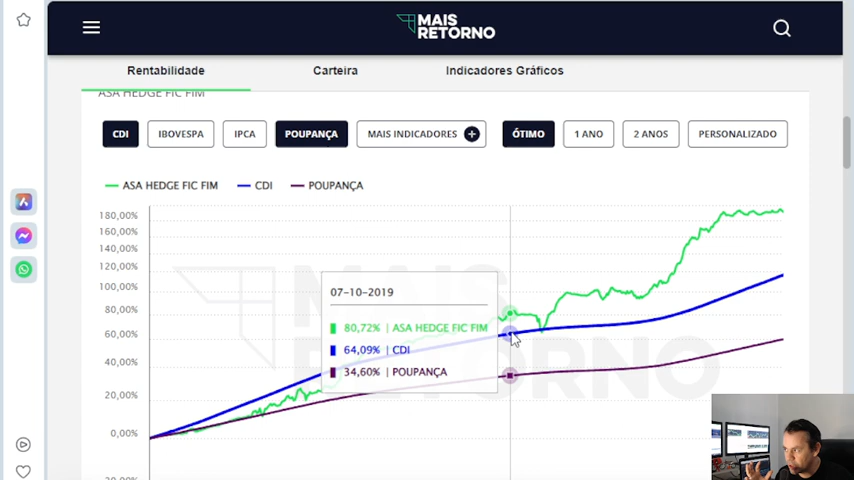 MAIS
RETORNO
Rentabilidade
Carteira
Indicadores Gráficos
ASA HEDGE FIC FIM
CDI
IBOVESPA
IPCA
POUPANÇA
MAIS INDICADORES
ÓTIMO
1 ANO
2 ANOS
PERSONALIZADO
ASA HEDGE FIC FIM
CDI
POUPANÇA
180,00%
160,00%
140,00%
120,00%
100,00%
80,00%
60,00%
40,00%
20,00%
0,00%
MAIS
RETORNO
07-10-2019
80,72% | ASA HEDGE FIC FIM
64,09% | CDI
34,60% | POUPANÇA